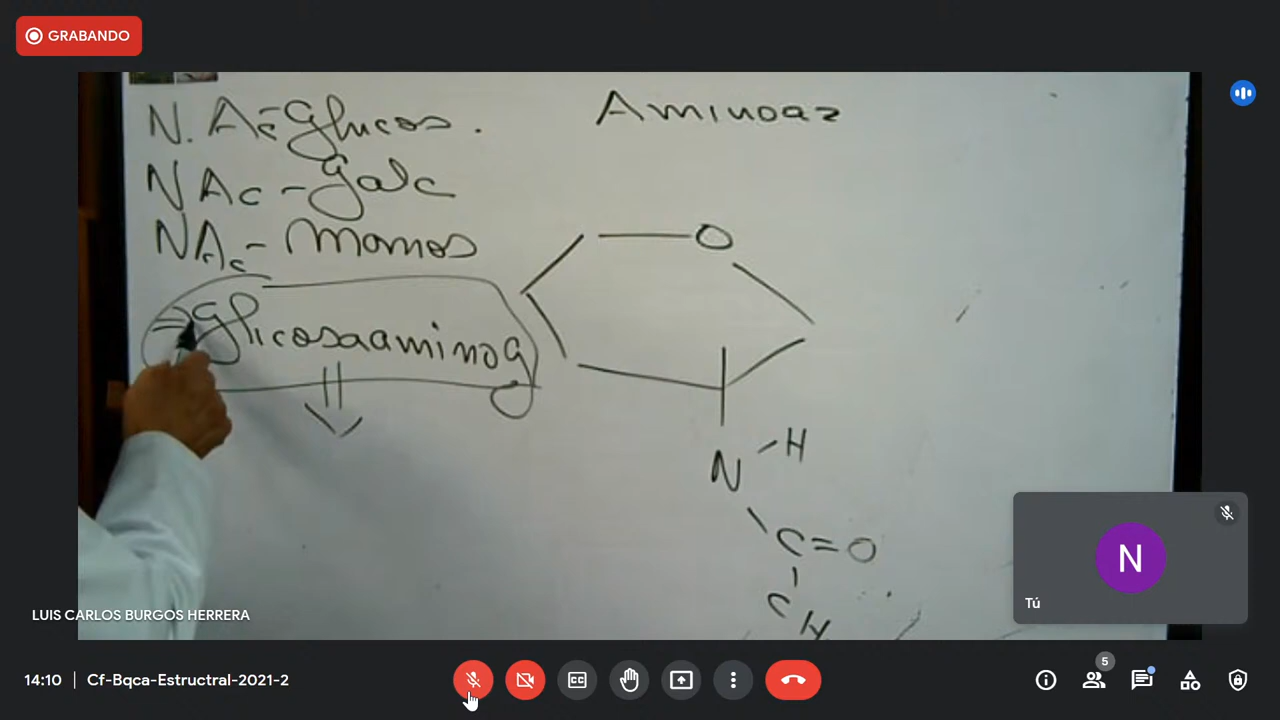 GRABANDO
N. Ac-Glucos.
NAc-galc
NAc-Manos
⇒glicosaaminog
Aminoaz
O
N-H
C=O
CH
N
Tú
LUIS CARLOS BURGOS HERRERA
14:10 | Cf-Bqca-Estructral-2021-2
5